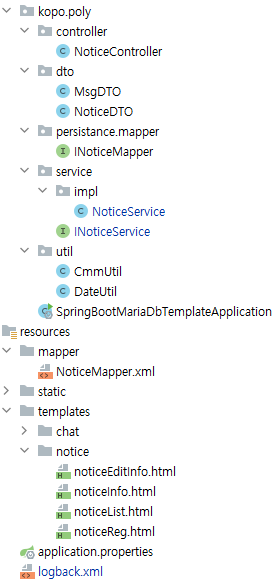 kopo.poly
controller
NoticeController
dto
MsgDTO
NoticeDTO
persistance.mapper
INoticeMapper
service
impl
NoticeService
INoticeService
util
CmmUtil
DateUtil
SpringBootMariaDbTemplateApplication
resources
mapper
NoticeMapper.xml
static
templates
chat
notice
noticeEditInfo.html
noticeInfo.html
noticeList.html
noticeReg.html
application.properties
logback.xml